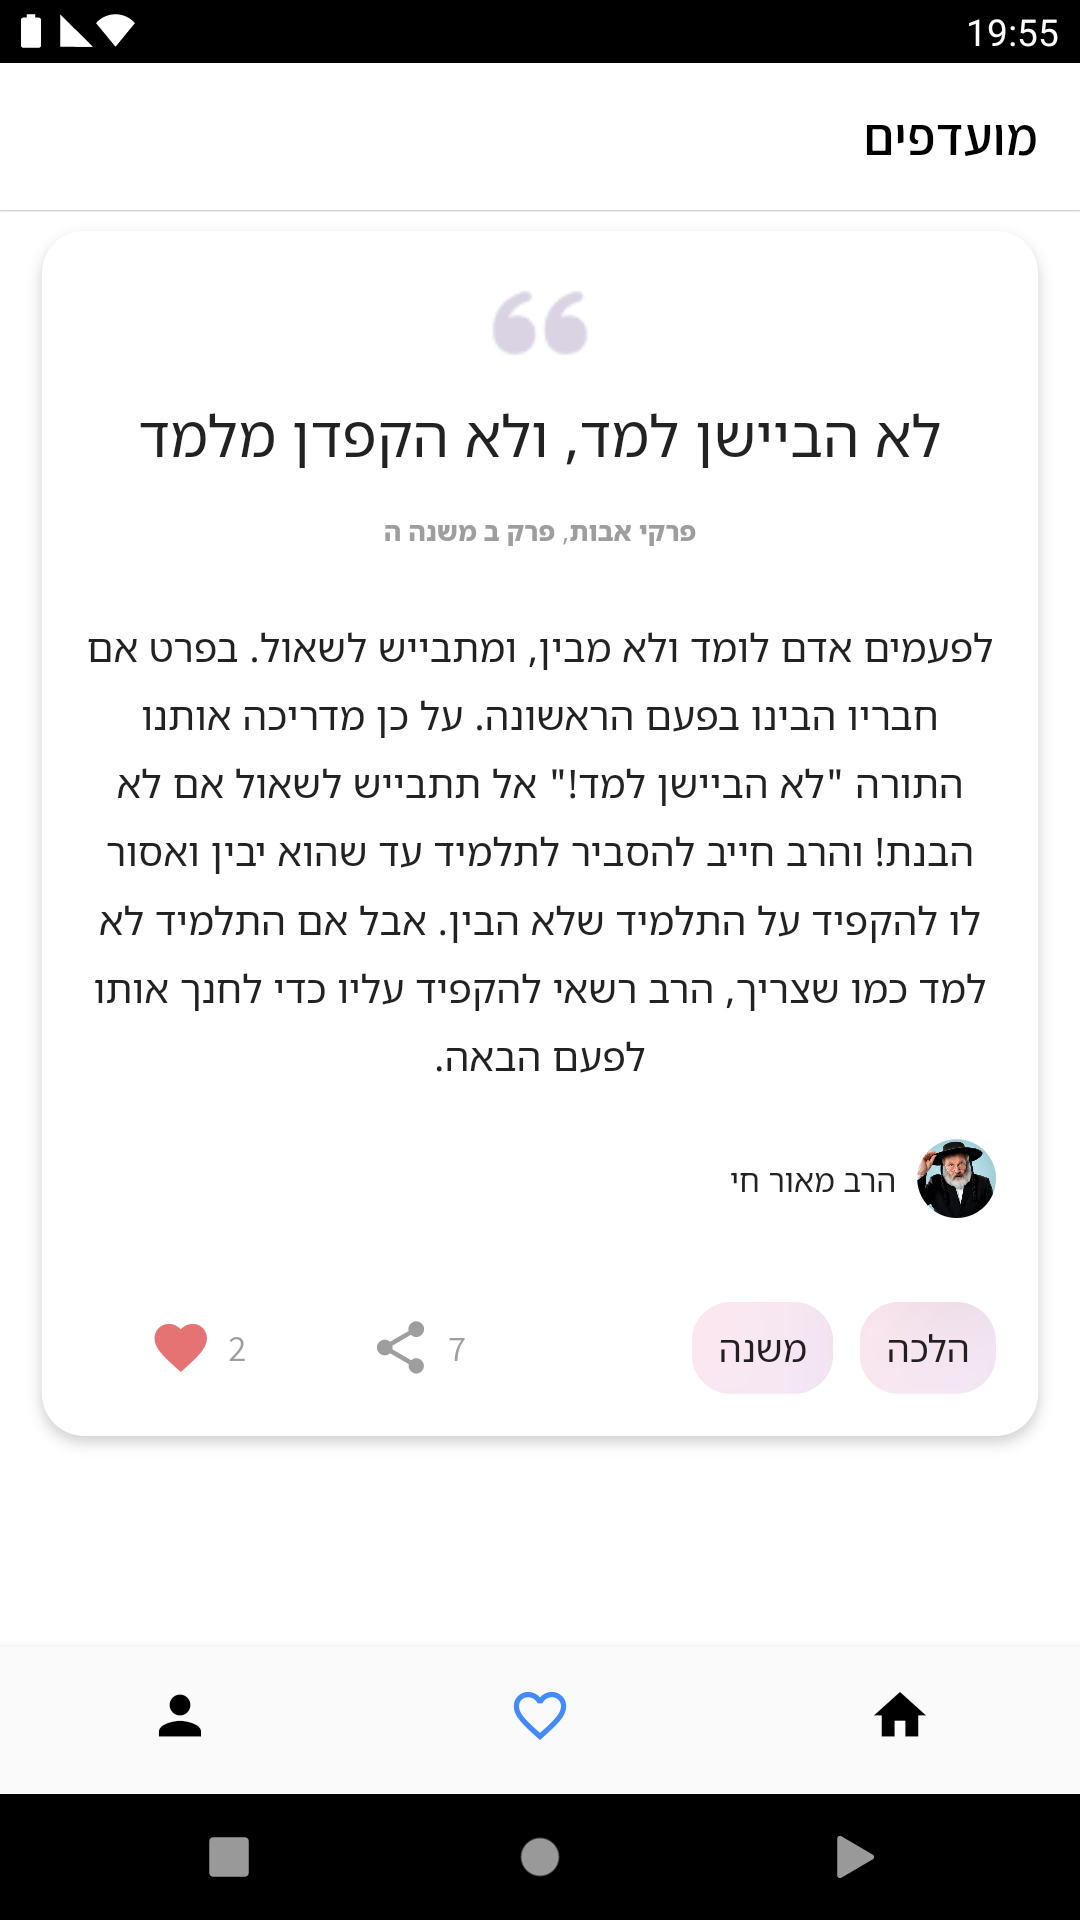 19:55
מועדפים
לא הביישן למד, ולא הקפדן מלמד
פרקי אבות, פרק ב משנה ה
לפעמים אדם לומד ולא מבין, ומתבייש לשאול. בפרט אם
חבריו הבינו בפעם הראשונה. על כן מדריכה אותנו
התורה "לא הביישן למד!" אל תתבייש לשאול אם לא
הבנת! והרב חייב להסביר לתלמיד עד שהוא יבין ואסור
לו להקפיד על התלמיד שלא הבין. אבל אם התלמיד לא
למד כמו שצריך, הרב רשאי להקפיד עליו כדי לחנך אותו
לפעם הבאה.
הרב מאור חי
הלכה משנה 7 2